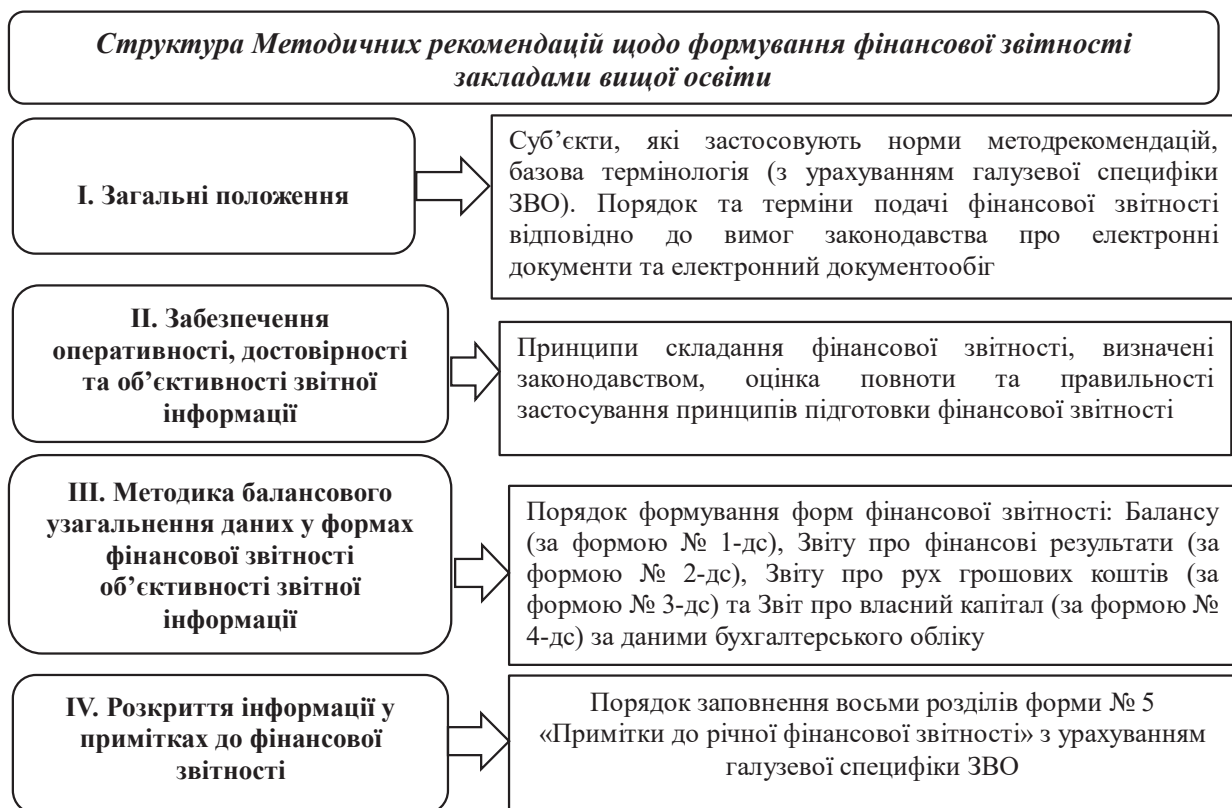 Структура Методичних рекомендацій щодо формування фінансової звітності
закладами вищої освіти
І. Загальні положення
Суб’єкти, які застосовують норми методрекомендацій,
базова термінологія (з урахуванням галузевої специфіки
ЗВО). Порядок та терміни подачі фінансової звітності
відповідно до вимог законодавства про електронні
документи та електронний документообіг
ІІ. Забезпечення
оперативності, достовірності
та об’єктивності звітної
інформації
Принципи складання фінансової звітності, визначені
законодавством, оцінка повноти та правильності
застосування принципів підготовки фінансової звітності
ІІІ. Методика балансового
узагальнення даних у формах
фінансової звітності
об’єктивності звітної
інформації
Порядок формування форм фінансової звітності: Балансу
(за формою № 1-дс), Звіту про фінансові результати (за
формою № 2-дс), Звіту про рух грошових коштів (за
формою № 3-дс) та Звіт про власний капітал (за формою №
4-дс) за даними бухгалтерського обліку
IV. Розкриття інформації у
примітках до фінансової
звітності
Порядок заповнення восьми розділів форми № 5
«Примітки до річної фінансової звітності» з урахуванням
галузевої специфіки ЗВО